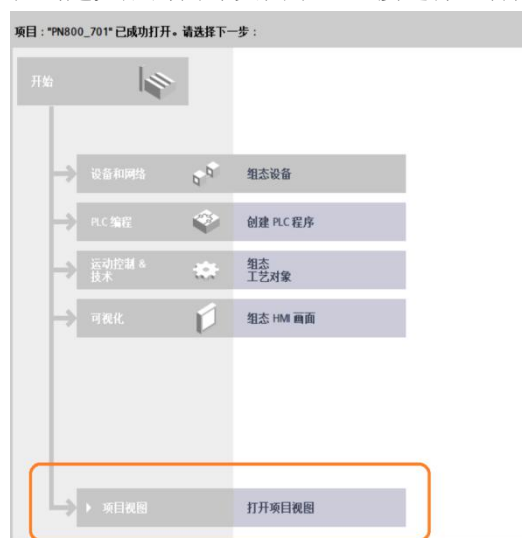 项目："PN800_701" 已成功打开。请选择下一步：
开始
设备和网络
组态设备
PLC 编程
创建 PLC 程序
运动控制 &
技术
组态
工艺对象
可视化
组态 HMI 画面
项目视图
打开项目视图